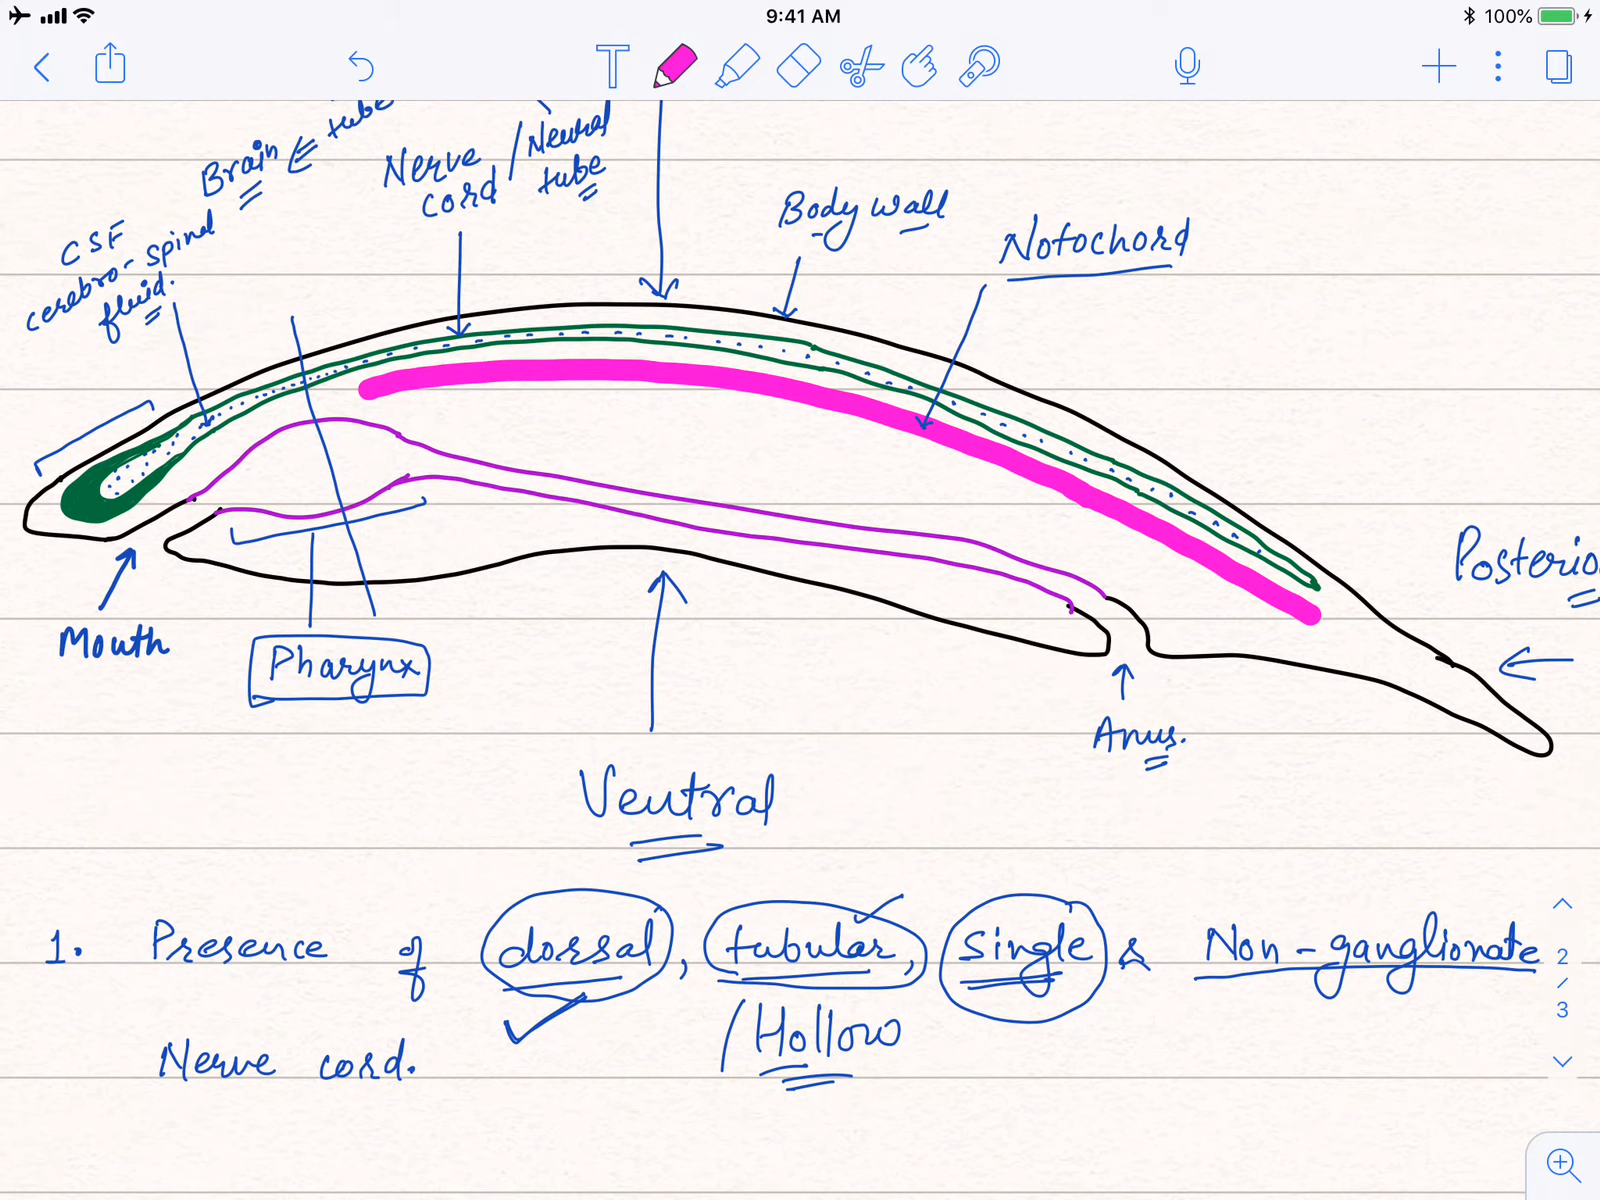 9:41 AM
100%
T
tube
Brain
Nerve / Neural
cord tube
CSF
cerebro-spinal
fluid.
Body wall
Notochord
Posterio
Mouth
Pharynx
Anus.
Ventral
1. Presence of dorsal, tubular, single & Non-ganglionate
/Hollow
Nerve cord.
2
/
3